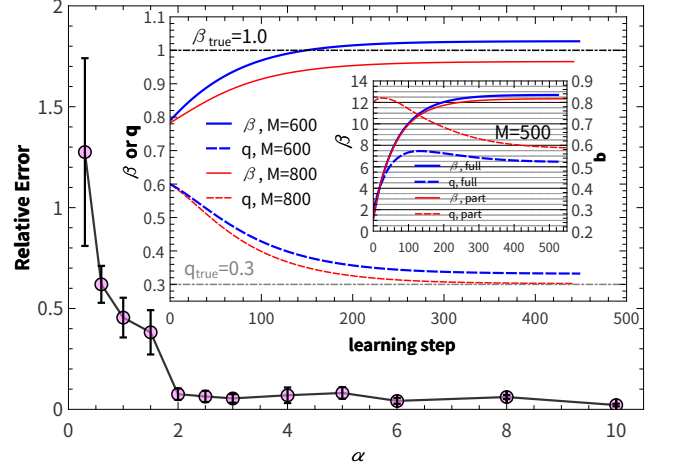 2
1.5
1
0.5
0
Relative Error
0
2
4
6
8
10
α
1.1
1
0.9
0.8
0.7
0.6
0.5
0.4
0.3
β or q
0
100
200
300
400
500
learning step
β true=1.0
β, M=600
q, M=600
β, M=800
q, M=800
qtrue=0.3
14
12
10
8
6
4
2
0
β
0.9
0.8
0.7
0.6
0.5
0.4
0.3
0.2
q
0
100
200
300
400
500
M=500
β, full
q, full
β, part
q, part